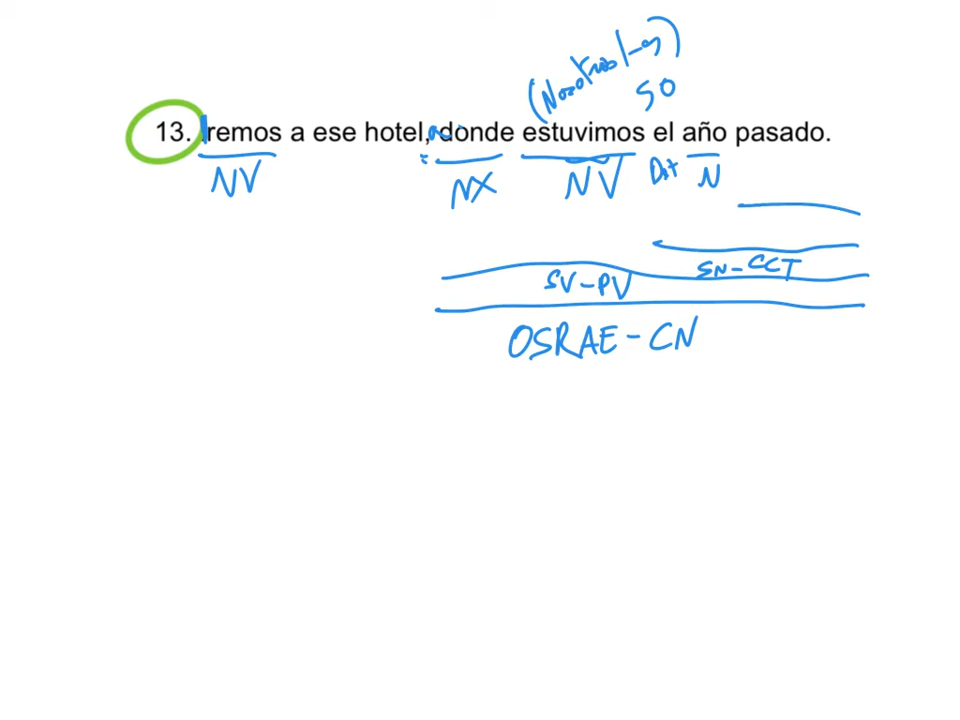 (Nosotros/-as)
SO
13. Iremos a ese hotel, donde estuvimos el año pasado.
NV NX NV Dt N
SN-CCT
SV-PV
OSRAE-CN